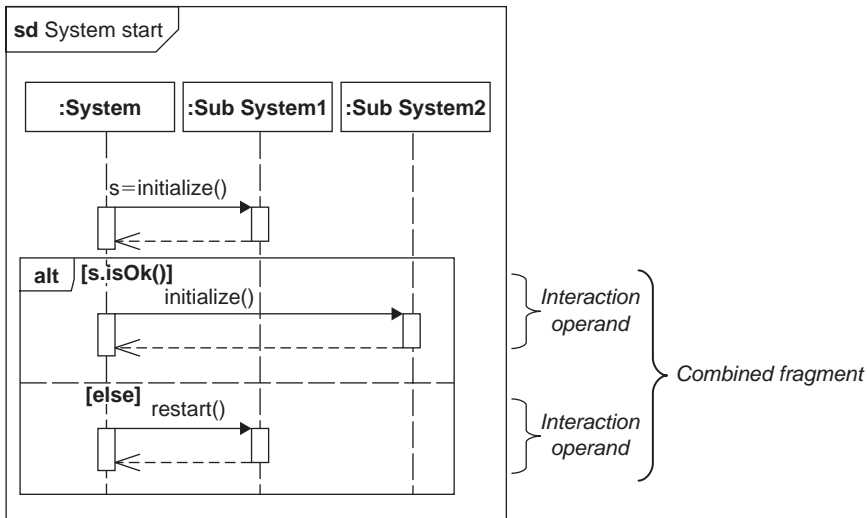 sd System start
:System
:Sub System1
:Sub System2
s=initialize()
alt
[s.isOk()]
initialize()
Interaction
operand
Combined fragment
[else]
restart()
Interaction
operand